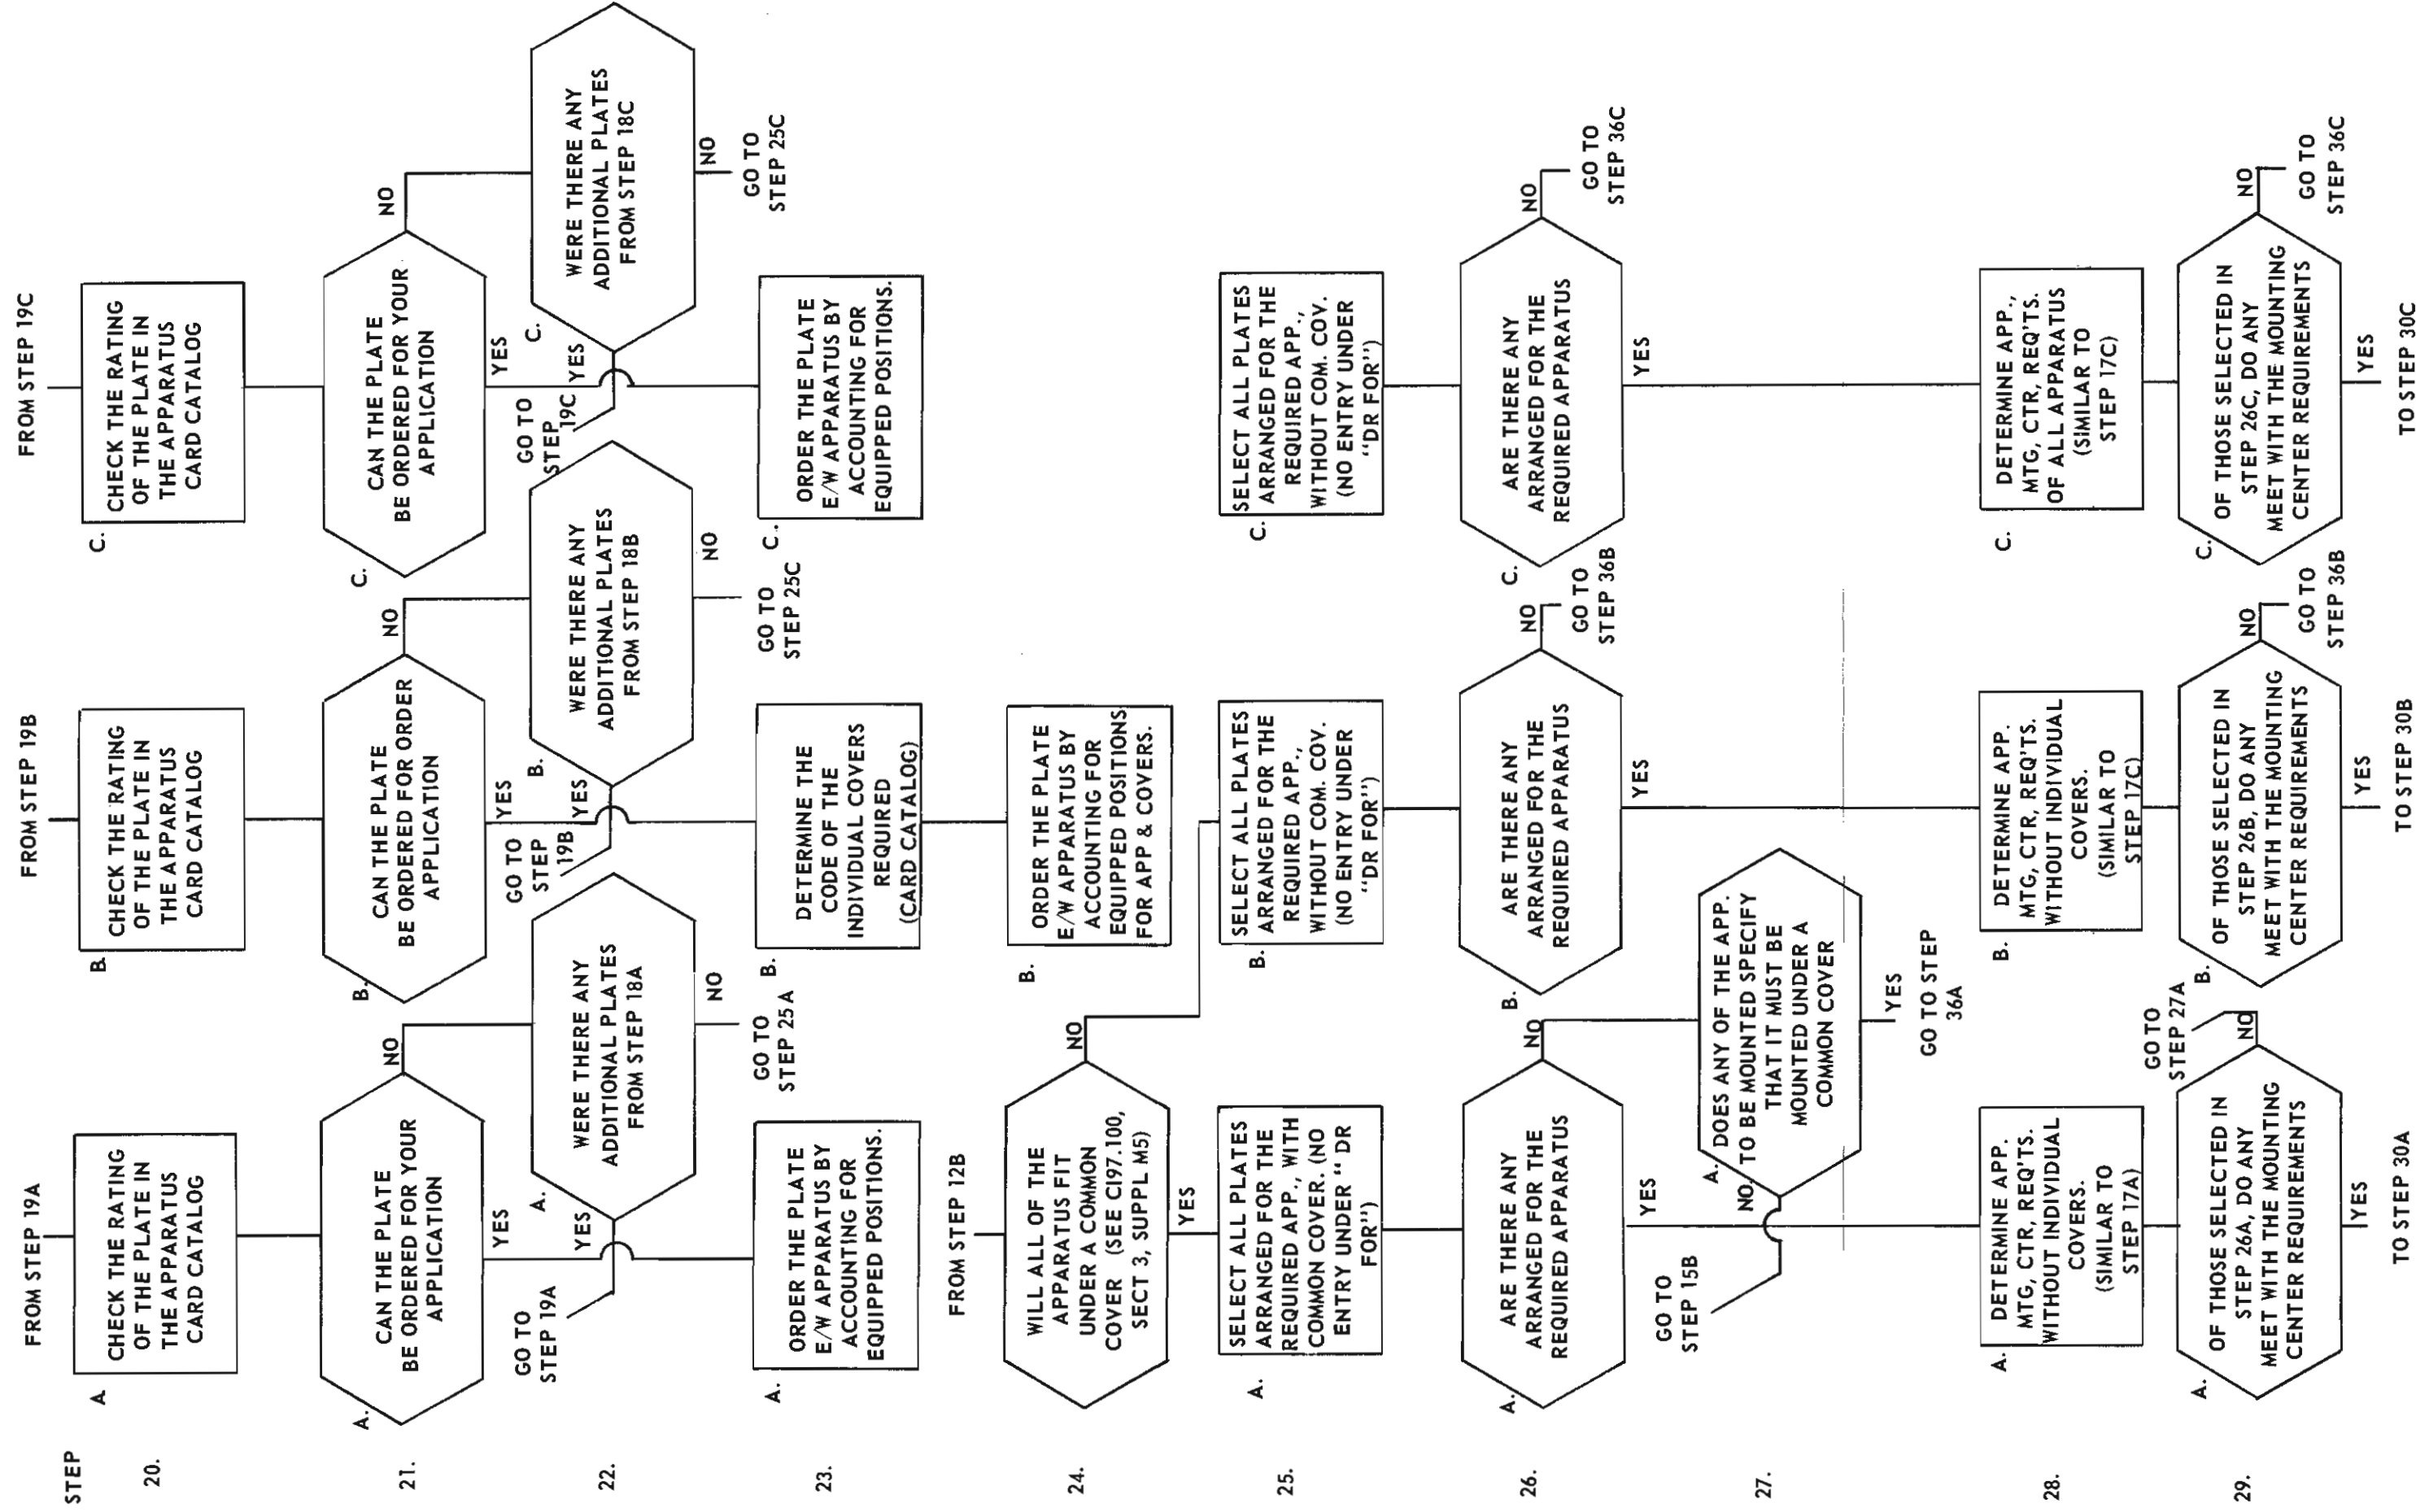 STEP
FROM STEP 19A
FROM STEP 19B
FROM STEP 19C
20.
A
CHECK THE RATING
OF THE PLATE IN
THE APPARATUS
CARD CATALOG
B.
CHECK THE RATING
OF THE PLATE IN
THE APPARATUS
CARD CATALOG
C.
CHECK THE RATING
OF THE PLATE IN
THE APPARATUS
CARD CATALOG
21.
A.
CAN THE PLATE
BE ORDERED FOR YOUR
APPLICATION
NO
YES
B.
CAN THE PLATE
BE ORDERED FOR ORDER
APPLICATION
NO
YES
C.
CAN THE PLATE
BE ORDERED FOR YOUR
APPLICATION
NO
YES
22.
GO TO
STEP 19A
YES
A.
WERE THERE ANY
ADDITIONAL PLATES
FROM STEP 18A
NO
GO TO
STEP 25A
GO TO
STEP
19B
YES
B.
WERE THERE ANY
ADDITIONAL PLATES
FROM STEP 18B
NO
GO TO
STEP 25C
GO TO
STEP
19C
YES
C.
WERE THERE ANY
ADDITIONAL PLATES
FROM STEP 18C
NO
GO TO
STEP 25C
23.
A.
ORDER THE PLATE
E/W APPARATUS BY
ACCOUNTING FOR
EQUIPPED POSITIONS.
B.
DETERMINE THE
CODE OF THE
INDIVIDUAL COVERS
REQUIRED
(CARD CATALOG)
C.
ORDER THE PLATE
E/W APPARATUS BY
ACCOUNTING FOR
EQUIPPED POSITIONS.
24.
FROM STEP 12B
WILL ALL OF THE
APPARATUS FIT
UNDER A COMMON
COVER (SEE CI97.100,
SECT 3, SUPPL M5)
NO
YES
B.
ORDER THE PLATE
E/W APPARATUS BY
ACCOUNTING FOR
EQUIPPED POSITIONS
FOR APP & COVERS.
25.
A.
SELECT ALL PLATES
ARRANGED FOR THE
REQUIRED APP., WITH
COMMON COVER. (NO
ENTRY UNDER " DR
FOR")
B.
SELECT ALL PLATES
ARRANGED FOR THE
REQUIRED APP.,
WITHOUT COM. COV.
(NO ENTRY UNDER
"DR FOR")
C.
SELECT ALL PLATES
ARRANGED FOR THE
REQUIRED APP.,
WITHOUT COM. COV.
(NO ENTRY UNDER
"DR FOR")
26.
A.
ARE THERE ANY
ARRANGED FOR THE
REQUIRED APPARATUS
NO
YES
B.
ARE THERE ANY
ARRANGED FOR THE
REQUIRED APPARATUS
NO
GO TO
STEP 36B
YES
C.
ARE THERE ANY
ARRANGED FOR THE
REQUIRED APPARATUS
NO
GO TO
STEP 36C
YES
27.
GO TO
STEP 15B
NO
A.
DOES ANY OF THE APP.
TO BE MOUNTED SPECIFY
THAT IT MUST BE
MOUNTED UNDER A
COMMON COVER
YES
GO TO STEP
36A
28.
A.
DETERMINE APP.
MTG, CTR, REQ'TS.
WITHOUT INDIVIDUAL
COVERS.
(SIMILAR TO
STEP 17A)
B.
DETERMINE APP.
MTG, CTR, REQ'TS.
WITHOUT INDIVIDUAL
COVERS.
(SIMILAR TO
STEP 17C)
C.
DETERMINE APP.,
MTG, CTR, REQ'TS.
OF ALL APPARATUS
(SIMILAR TO
STEP 17C)
29.
A.
OF THOSE SELECTED IN
STEP 26A, DO ANY
MEET WITH THE MOUNTING
CENTER REQUIREMENTS
GO TO
STEP 27A
NO
YES
TO STEP 30A
B.
OF THOSE SELECTED IN
STEP 26B, DO ANY
MEET WITH THE MOUNTING
CENTER REQUIREMENTS
NO
GO TO
STEP 36B
YES
TO STEP 30B
C.
OF THOSE SELECTED IN
STEP 26C, DO ANY
MEET WITH THE MOUNTING
CENTER REQUIREMENTS
NO
GO TO
STEP 36C
YES
TO STEP 30C